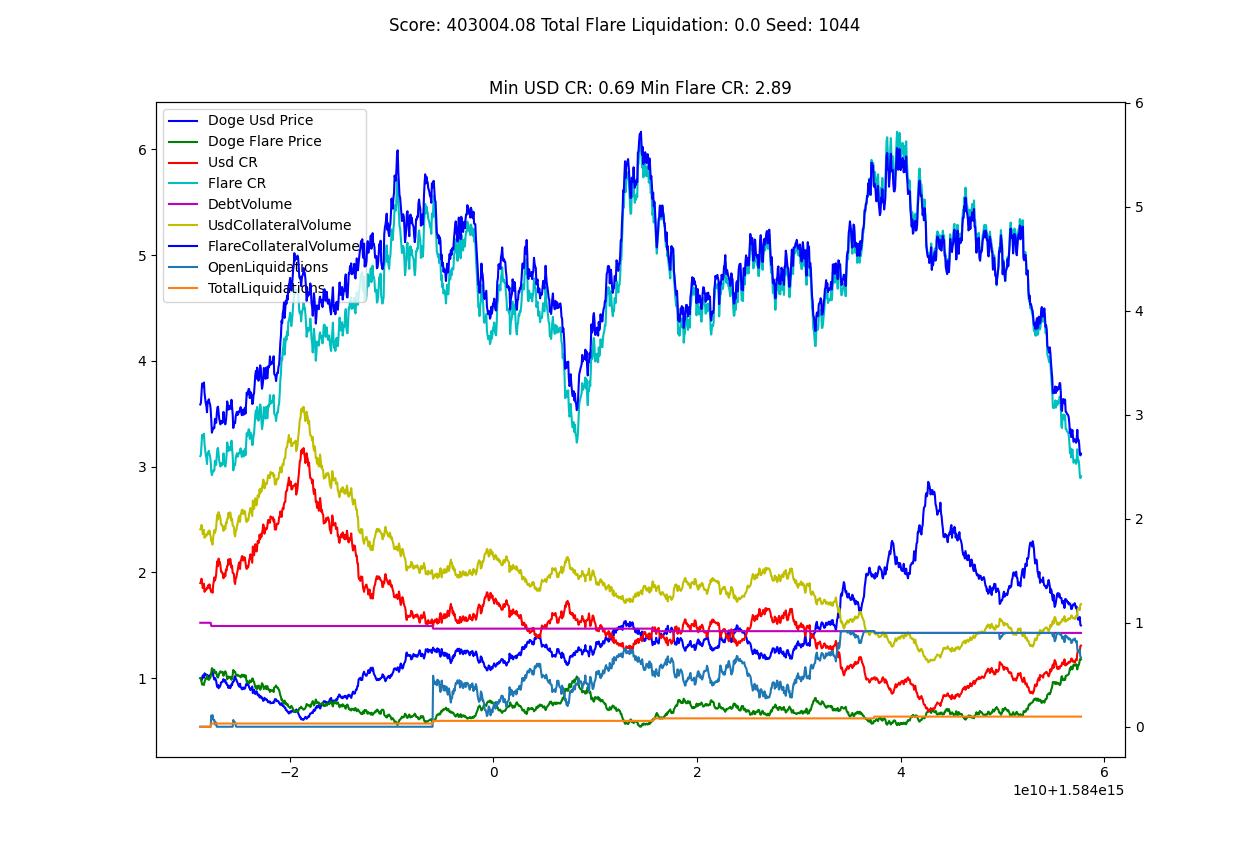 Score: 403004.08 Total Flare Liquidation: 0.0 Seed: 1044
Min USD CR: 0.69 Min Flare CR: 2.89
Doge Usd Price
Doge Flare Price
Usd CR
Flare CR
DebtVolume
UsdCollateralVolume
FlareCollateralVolume
OpenLiquidations
TotalLiquidations
6
5
4
3
2
1
6
5
4
3
2
1
0
−2
0
2
4
6
1e10+1.584e15